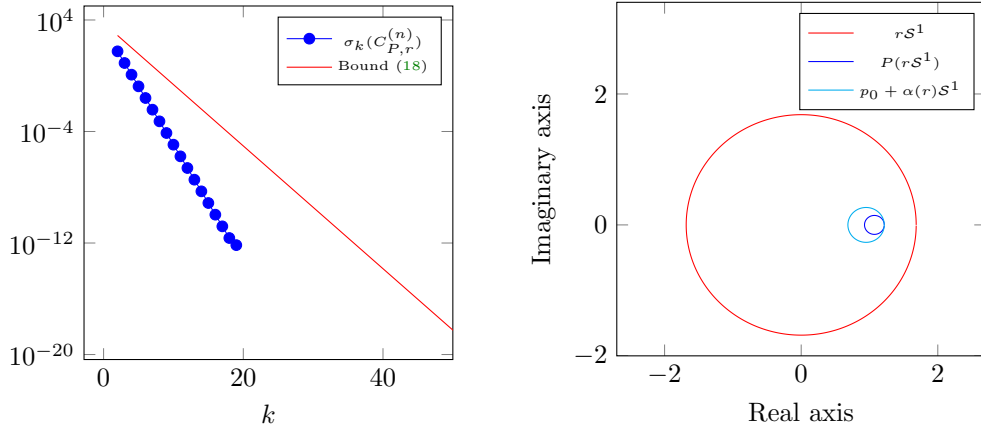 10^4
10^{-4}
10^{-12}
10^{-20}
0
20
40
k
σ_k(C_{P,r}^{(n)})
Bound (18)
2
0
−2
−2
0
2
Real axis
Imaginary axis
rS^1
P(rS^1)
p_0 + α(r)S^1